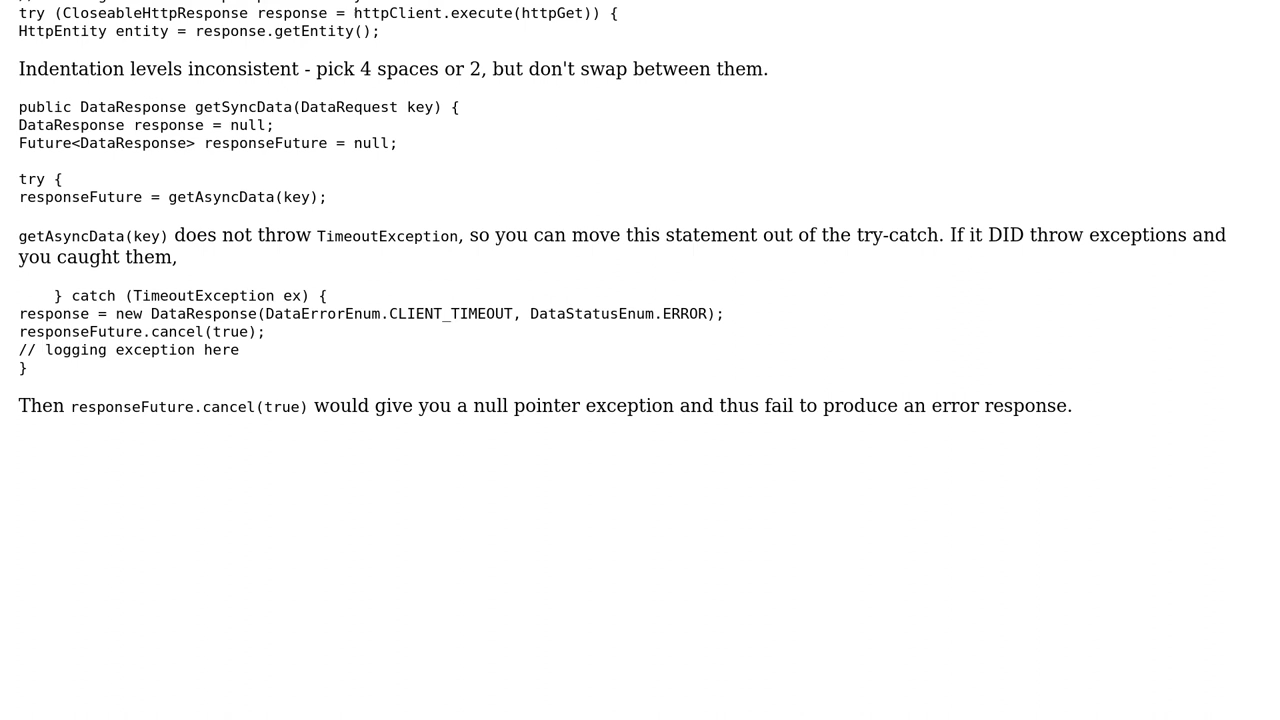 try (CloseableHttpResponse response = httpClient.execute(httpGet)) {
HttpEntity entity = response.getEntity();
Indentation levels inconsistent - pick 4 spaces or 2, but don't swap between them.
public DataResponse getSyncData(DataRequest key) {
DataResponse response = null;
Future<DataResponse> responseFuture = null;
try {
responseFuture = getAsyncData(key);
getAsyncData(key) does not throw TimeoutException, so you can move this statement out of the try-catch. If it DID throw exceptions and
you caught them,
    } catch (TimeoutException ex) {
response = new DataResponse(DataErrorEnum.CLIENT_TIMEOUT, DataStatusEnum.ERROR);
responseFuture.cancel(true);
// logging exception here
}
Then responseFuture.cancel(true) would give you a null pointer exception and thus fail to produce an error response.